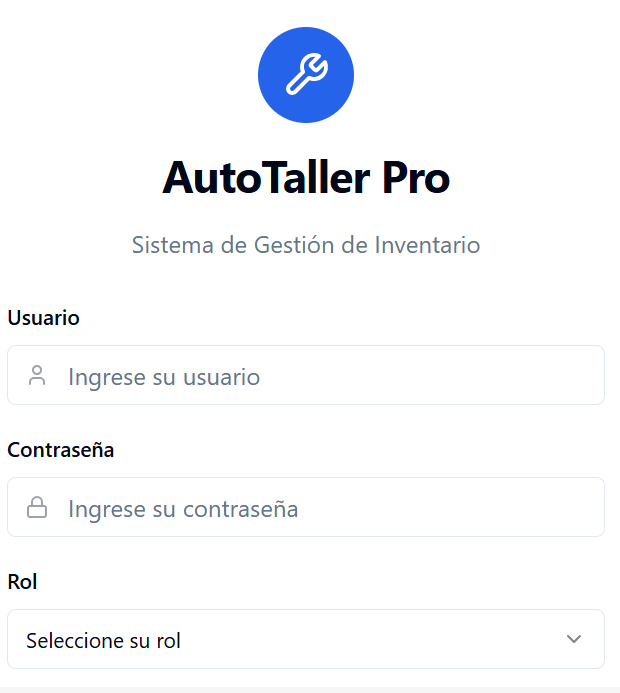 AutoTaller Pro
Sistema de Gestión de Inventario
Usuario
Ingrese su usuario
Contraseña
Ingrese su contraseña
Rol
Seleccione su rol